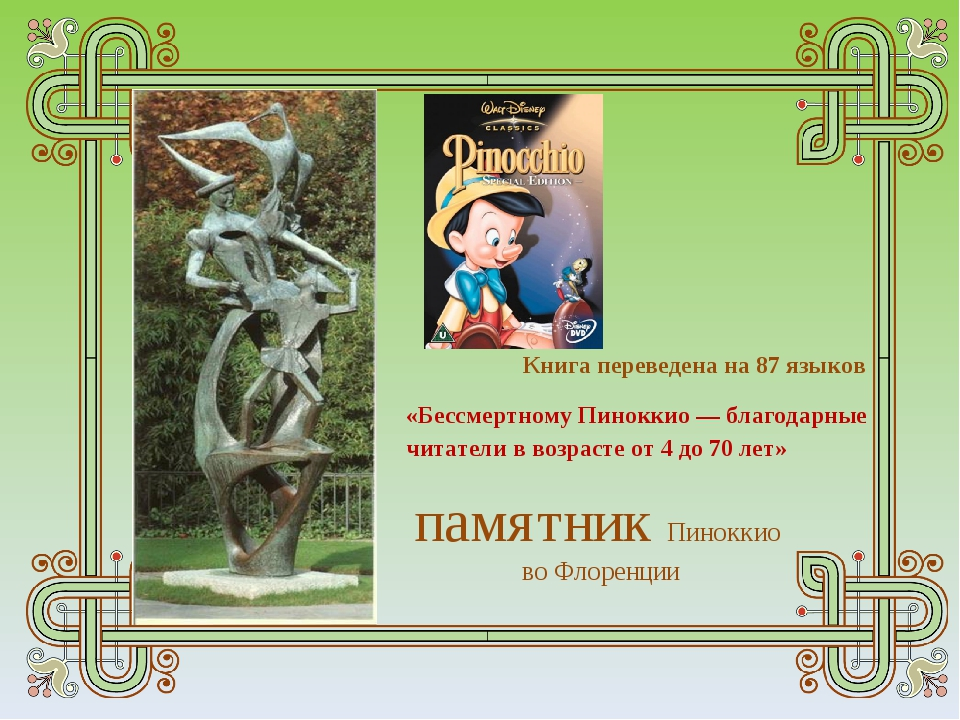 WALT DISNEY
CLASSICS
Pinocchio
SPECIAL EDITION
U
Disney
DVD
Книга переведена на 87 языков
«Бессмертному Пиноккио — благодарные
читатели в возрасте от 4 до 70 лет»
памятник Пиноккио
во Флоренции